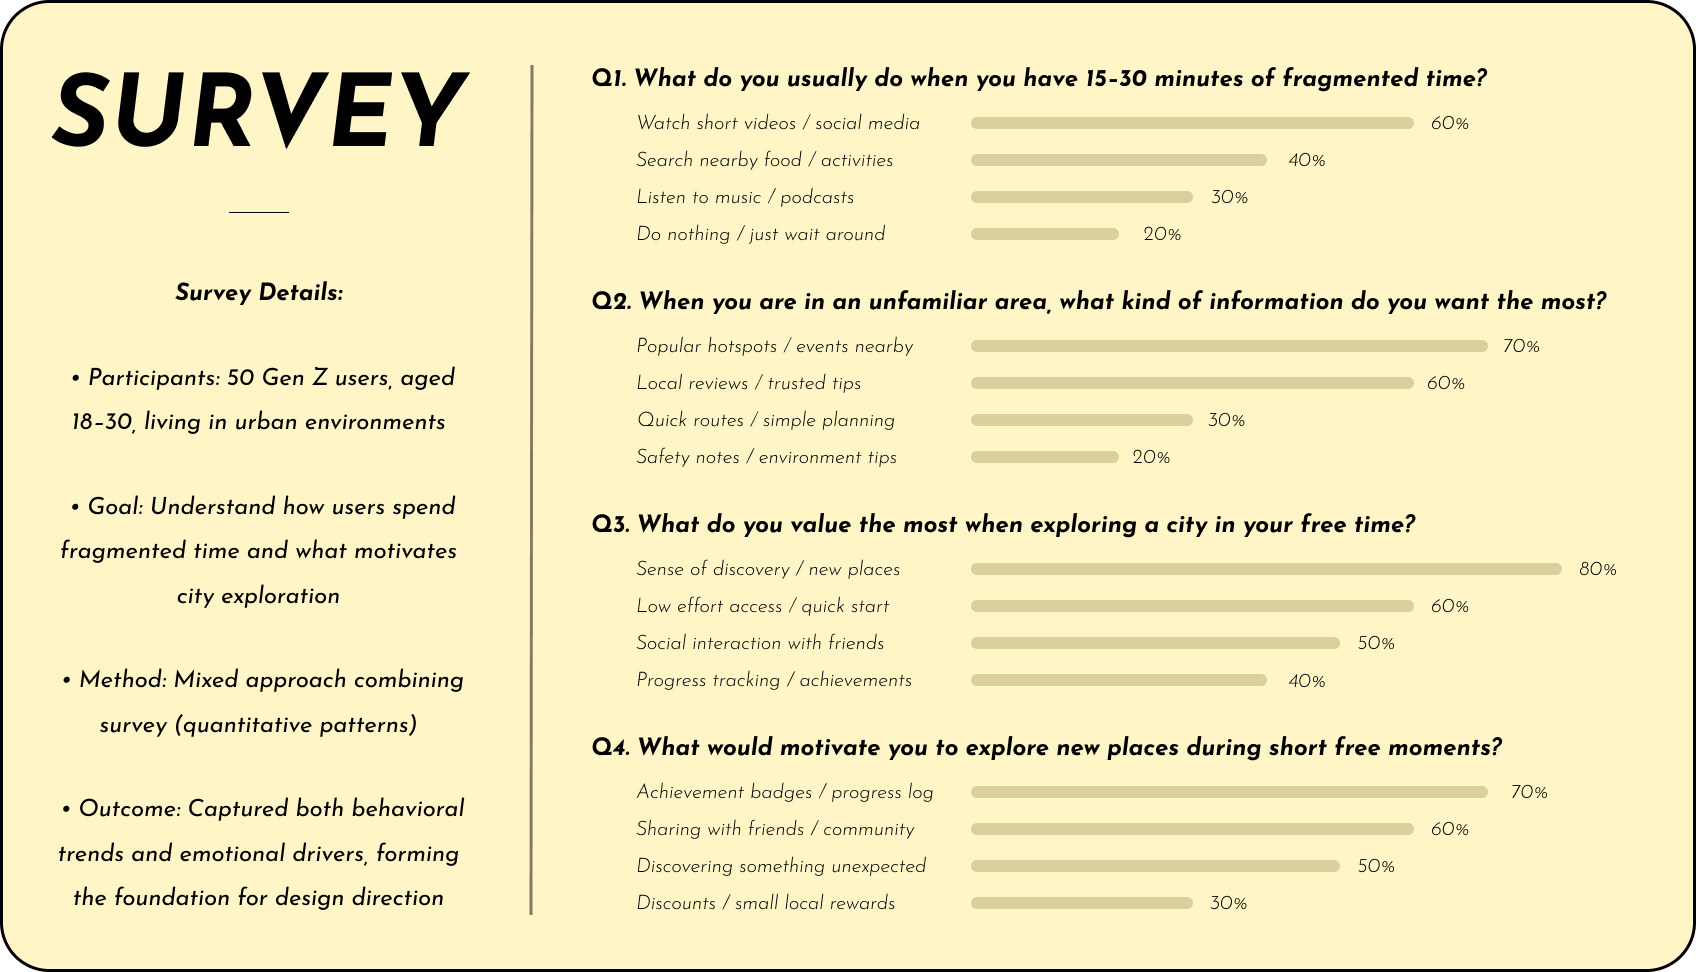 SURVEY
Survey Details:
• Participants: 50 Gen Z users, aged
18–30, living in urban environments
• Goal: Understand how users spend
fragmented time and what motivates
city exploration
• Method: Mixed approach combining
survey (quantitative patterns)
• Outcome: Captured both behavioral
trends and emotional drivers, forming
the foundation for design direction
Q1. What do you usually do when you have 15–30 minutes of fragmented time?
Watch short videos / social media 60%
Search nearby food / activities 40%
Listen to music / podcasts 30%
Do nothing / just wait around 20%
Q2. When you are in an unfamiliar area, what kind of information do you want the most?
Popular hotspots / events nearby 70%
Local reviews / trusted tips 60%
Quick routes / simple planning 30%
Safety notes / environment tips 20%
Q3. What do you value the most when exploring a city in your free time?
Sense of discovery / new places 80%
Low effort access / quick start 60%
Social interaction with friends 50%
Progress tracking / achievements 40%
Q4. What would motivate you to explore new places during short free moments?
Achievement badges / progress log 70%
Sharing with friends / community 60%
Discovering something unexpected 50%
Discounts / small local rewards 30%